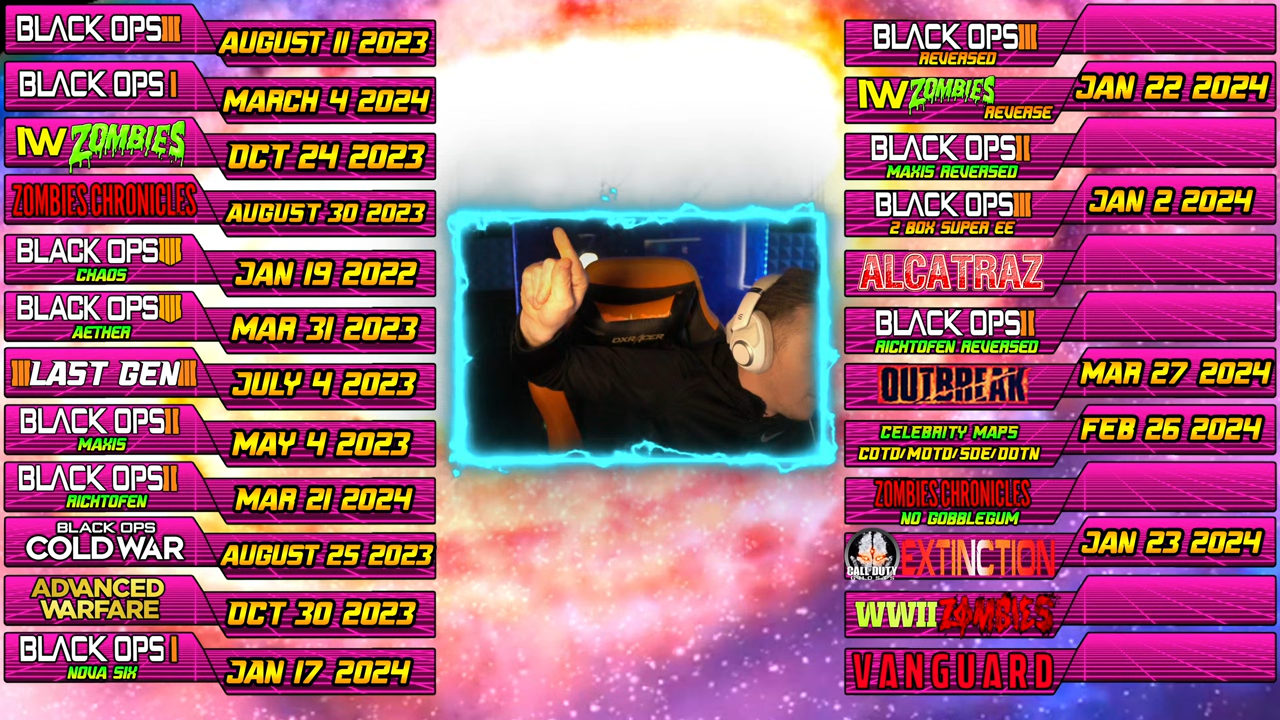 BLACK OPS IIII
AUGUST 11 2023
BLACK OPS I
MARCH 4 2024
IW ZOMBIES
OCT 24 2023
ZOMBIES CHRONICLES
AUGUST 30 2023
BLACK OPS IIII
CHAOS
JAN 19 2022
BLACK OPS IIII
AETHER
MAR 31 2023
LAST GEN
JULY 4 2023
BLACK OPS II
MAXIS
MAY 4 2023
BLACK OPS II
RICHTOFEN
MAR 21 2024
BLACK OPS
COLD WAR
AUGUST 25 2023
ADVANCED
WARFARE
OCT 30 2023
BLACK OPS I
NOVA SIX
JAN 17 2024
DXRACER
BLACK OPS III
REVERSED
IW ZOMBIES
REVERSE
JAN 22 2024
BLACK OPS II
MAXIS REVERSED
BLACK OPS III
2 BOX SUPER EE
JAN 2 2024
ALCATRAZ
BLACK OPS II
RICHTOFEN REVERSED
OUTBREAK
MAR 27 2024
CELEBRITY MAPS
COTD/MOTD/SOE/DOTN
FEB 26 2024
ZOMBIES CHRONICLES
NO GOBBLEGUM
CALL DUTY
EXTINCTION
JAN 23 2024
WWII ZOMBIES
VANGUARD